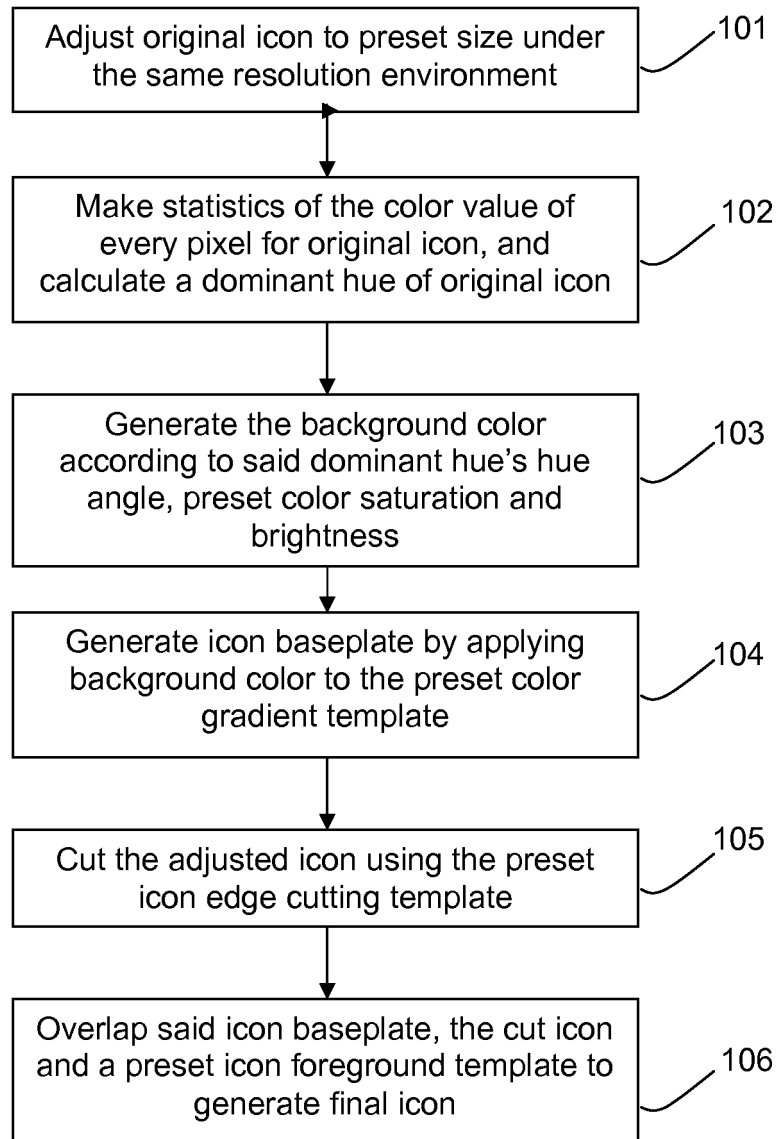 Adjust original icon to preset size under
the same resolution environment
101
Make statistics of the color value of
every pixel for original icon, and
calculate a dominant hue of original icon
102
Generate the background color
according to said dominant hue's hue
angle, preset color saturation and
brightness
103
Generate icon baseplate by applying
background color to the preset color
gradient template
104
Cut the adjusted icon using the preset
icon edge cutting template
105
Overlap said icon baseplate, the cut icon
and a preset icon foreground template to
generate final icon
106